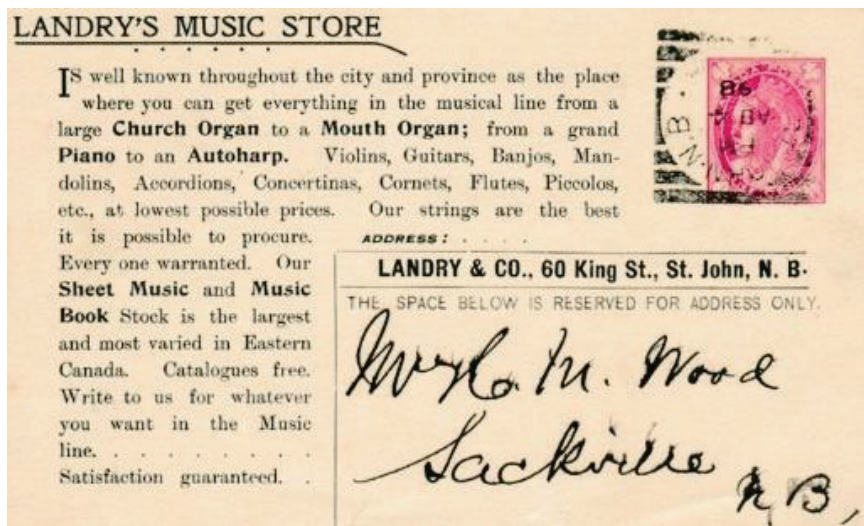 LANDRY'S MUSIC STORE
IS well known throughout the city and province as the place
where you can get everything in the musical line from a
large Church Organ to a Mouth Organ; from a grand
Piano to an Autoharp. Violins, Guitars, Banjos, Man-
dolins, Accordions, Concertinas, Cornets, Flutes, Piccolos,
etc., at lowest possible prices. Our strings are the best
it is possible to procure.
Every one warranted. Our
Sheet Music and Music
Book Stock is the largest
and most varied in Eastern
Canada. Catalogues free.
Write to us for whatever
you want in the Music
line. . . . . . . . .
Satisfaction guaranteed. .
ADDRESS: . . . .
LANDRY & CO., 60 King St., St. John, N. B.
THE SPACE BELOW IS RESERVED FOR ADDRESS ONLY.
M. Wood
Sackville
N B,
98
N.B.